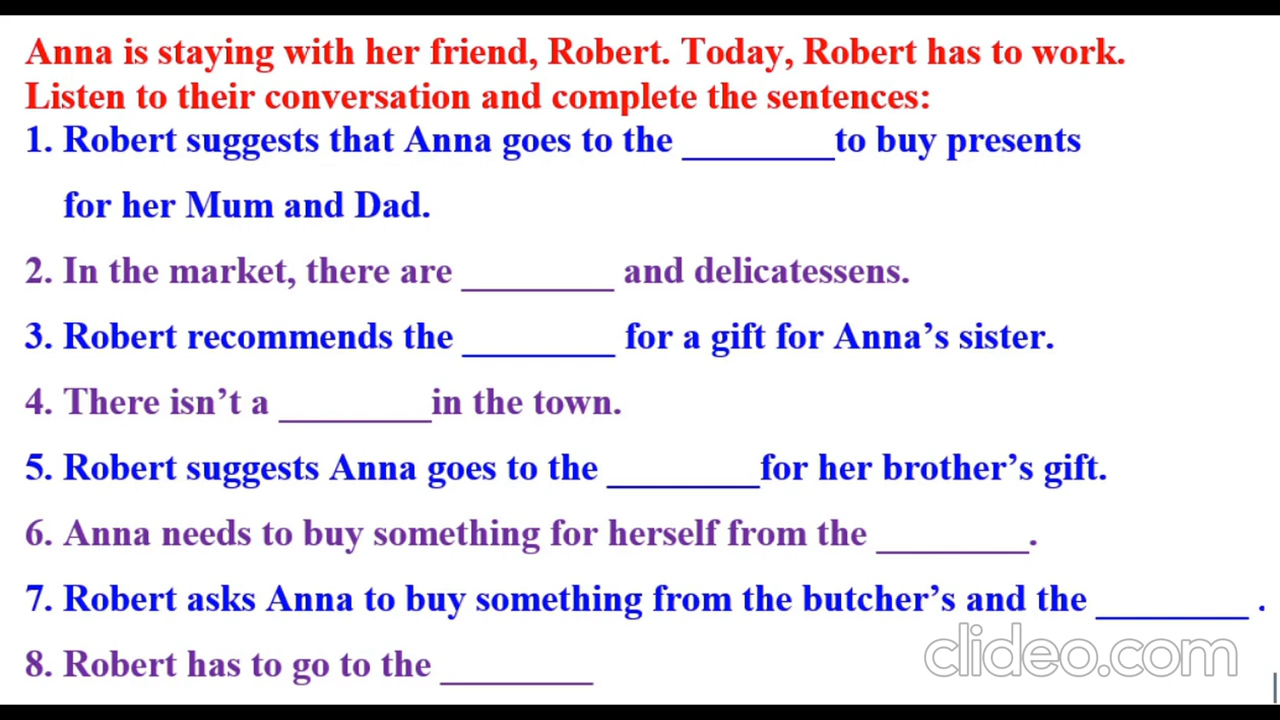 Anna is staying with her friend, Robert. Today, Robert has to work.
Listen to their conversation and complete the sentences:
1. Robert suggests that Anna goes to the ________to buy presents
for her Mum and Dad.
2. In the market, there are ________ and delicatessens.
3. Robert recommends the ________ for a gift for Anna’s sister.
4. There isn’t a ________in the town.
5. Robert suggests Anna goes to the ________for her brother’s gift.
6. Anna needs to buy something for herself from the ________.
7. Robert asks Anna to buy something from the butcher’s and the ________ .
8. Robert has to go to the ________
clideo.com